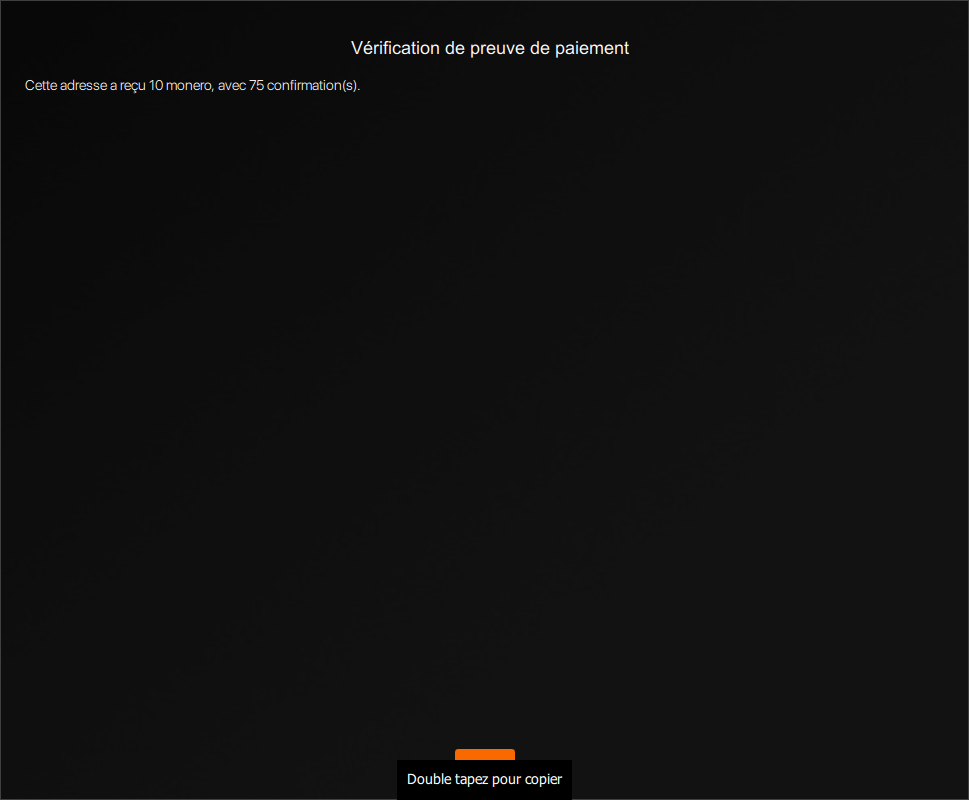 Vérification de preuve de paiement
Cette adresse a reçu 10 monero, avec 75 confirmation(s).
Double tapez pour copier